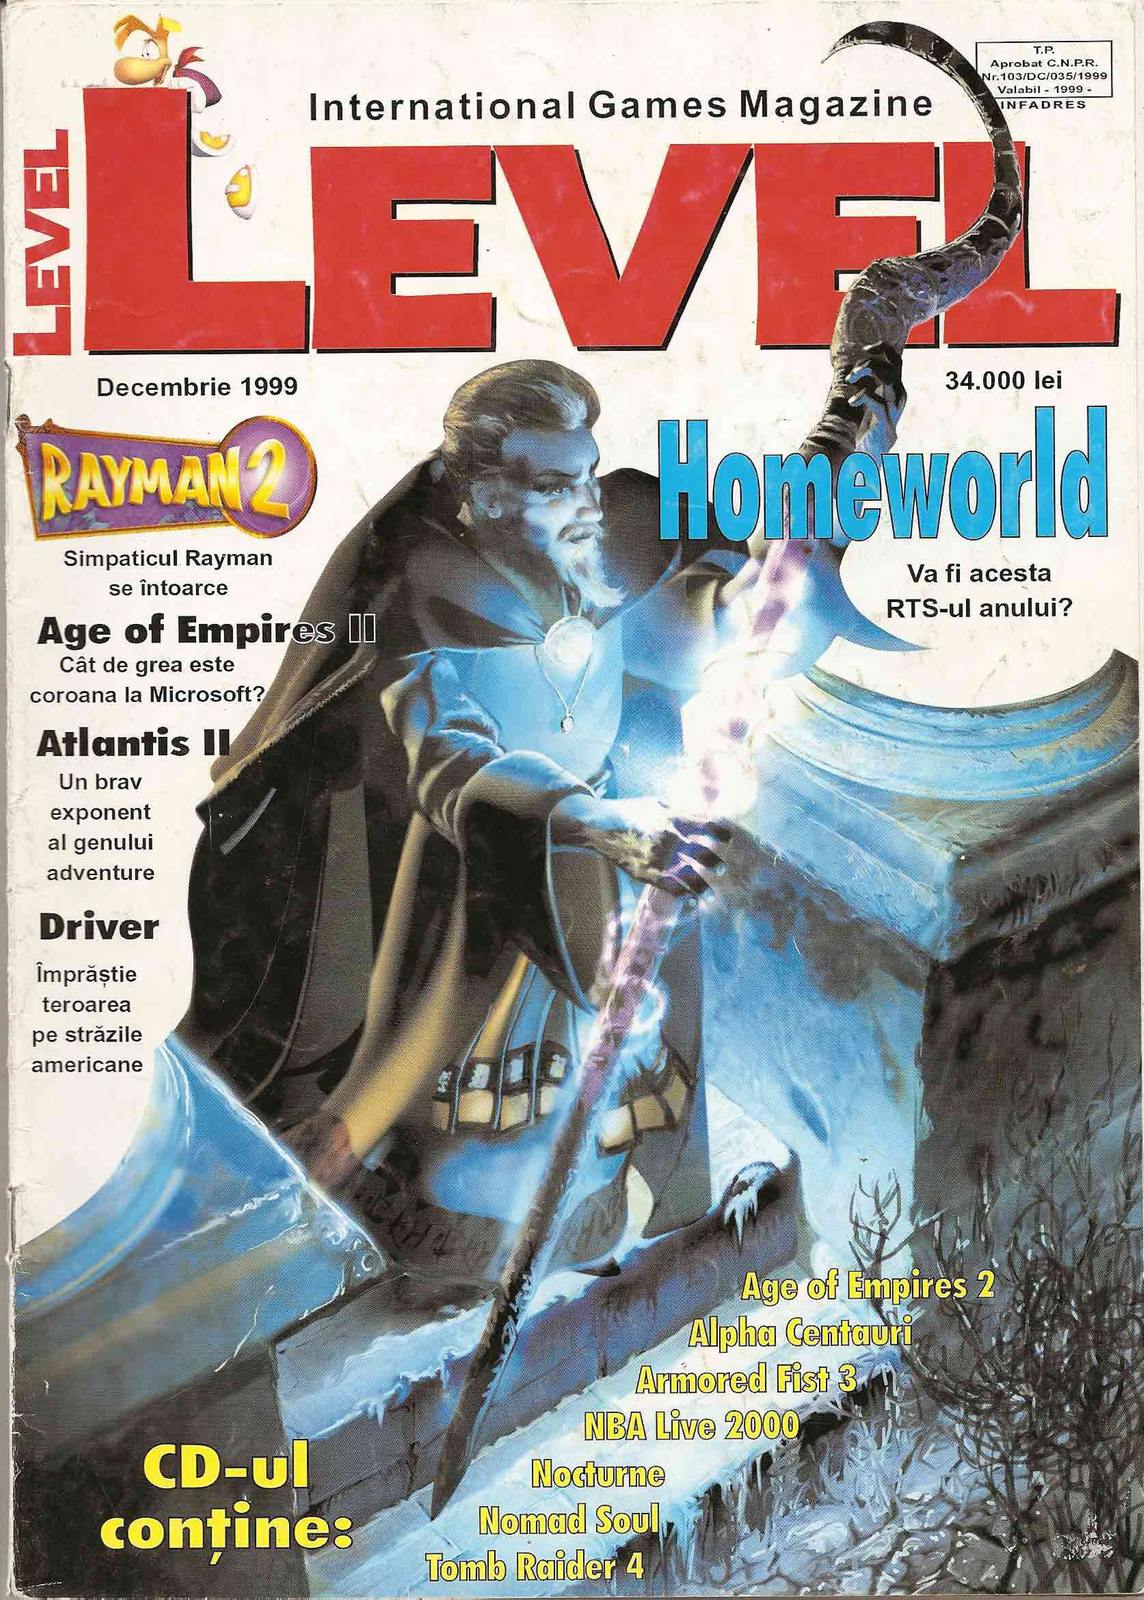 T.P.
Aprobat C.N.P.R.
Nr.103/DC/035/1999
Valabil - 1999 -
INFADRES
International Games Magazine
LEVEL
LEVEL
Decembrie 1999
34.000 lei
RAYMAN 2
Simpaticul Rayman
se întoarce
Age of Empires II
Cât de grea este
coroana la Microsoft?
Atlantis II
Un brav
exponent
al genului
adventure
Driver
Împrăștie
teroarea
pe străzile
americane
Homeworld
Va fi acesta
RTS-ul anului?
CD-ul
conține:
Age of Empires 2
Alpha Centauri
Armored Fist 3
NBA Live 2000
Nocturne
Nomad Soul
Tomb Raider 4